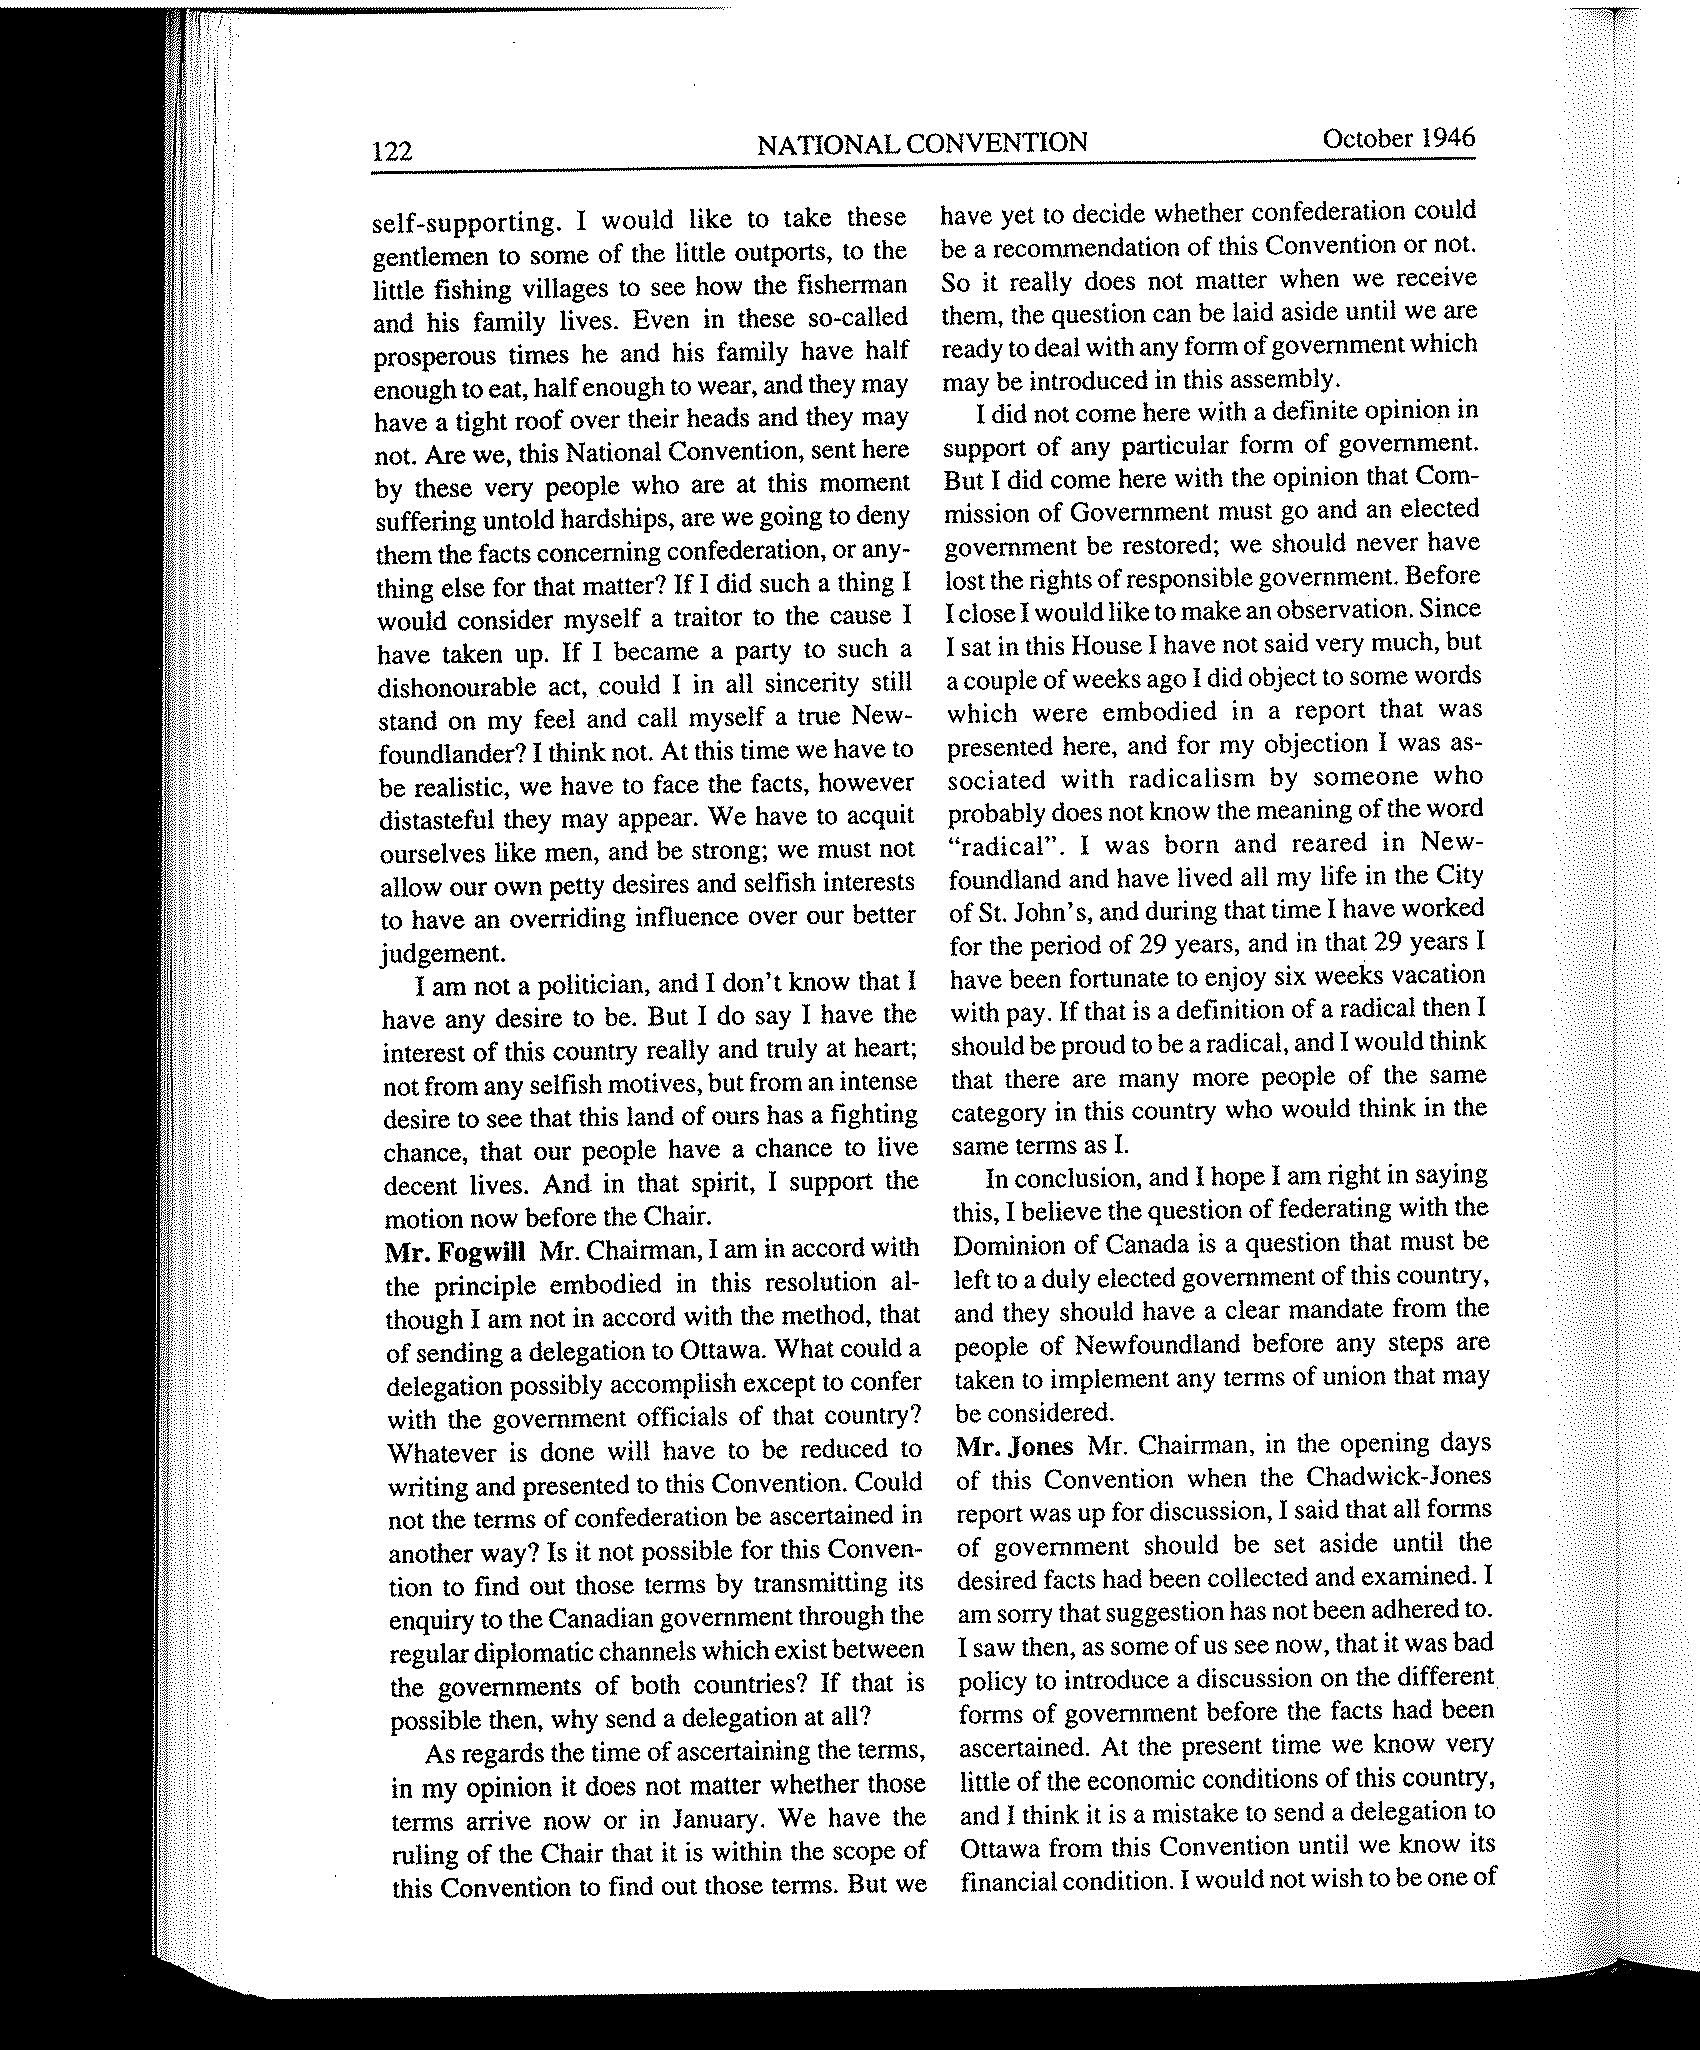 122
NATIONAL CONVENTION
October 1946
self-supporting. I would like to take these
gentlemen to some of the little outports, to the
little fishing villages to see how the fisherman
and his family lives. Even in these so-called
prosperous times he and his family have half
enough to eat, half enough to wear, and they may
have a tight roof over their heads and they may
not. Are we, this National Convention, sent here
by these very people who are at this moment
suffering untold hardships, are we going to deny
them the facts concerning confederation, or any-
thing else for that matter? If I did such a thing I
would consider myself a traitor to the cause I
have taken up. If I became a party to such a
dishonourable act, could I in all sincerity still
stand on my feel and call myself a true New-
foundlander? I think not. At this time we have to
be realistic, we have to face the facts, however
distasteful they may appear. We have to acquit
ourselves like men, and be strong; we must not
allow our own petty desires and selfish interests
to have an overriding influence over our better
judgement.
I am not a politician, and I don't know that I
have any desire to be. But I do say I have the
interest of this country really and truly at heart;
not from any selfish motives, but from an intense
desire to see that this land of ours has a fighting
chance, that our people have a chance to live
decent lives. And in that spirit, I support the
motion now before the Chair.
Mr. Fogwill Mr. Chairman, I am in accord with
the principle embodied in this resolution al-
though I am not in accord with the method, that
of sending a delegation to Ottawa. What could a
delegation possibly accomplish except to confer
with the government officials of that country?
Whatever is done will have to be reduced to
writing and presented to this Convention. Could
not the terms of confederation be ascertained in
another way? Is it not possible for this Conven-
tion to find out those terms by transmitting its
enquiry to the Canadian government through the
regular diplomatic channels which exist between
the governments of both countries? If that is
possible then, why send a delegation at all?
As regards the time of ascertaining the terms,
in my opinion it does not matter whether those
terms arrive now or in January. We have the
ruling of the Chair that it is within the scope of
this Convention to find out those terms. But we
have yet to decide whether confederation could
be a recommendation of this Convention or not.
So it really does not matter when we receive
them, the question can be laid aside until we are
ready to deal with any form of government which
may be introduced in this assembly.
I did not come here with a definite opinion in
support of any particular form of government.
But I did come here with the opinion that Com-
mission of Government must go and an elected
government be restored; we should never have
lost the rights of responsible government. Before
I close I would like to make an observation. Since
I sat in this House I have not said very much, but
a couple of weeks ago I did object to some words
which were embodied in a report that was
presented here, and for my objection I was as-
sociated with radicalism by someone who
probably does not know the meaning of the word
"radical". I was born and reared in New-
foundland and have lived all my life in the City
of St. John's, and during that time I have worked
for the period of 29 years, and in that 29 years I
have been fortunate to enjoy six weeks vacation
with pay. If that is a definition of a radical then I
should be proud to be a radical, and I would think
that there are many more people of the same
category in this country who would think in the
same terms as I.
In conclusion, and I hope I am right in saying
this, I believe the question of federating with the
Dominion of Canada is a question that must be
left to a duly elected government of this country,
and they should have a clear mandate from the
people of Newfoundland before any steps are
taken to implement any terms of union that may
be considered.
Mr. Jones Mr. Chairman, in the opening days
of this Convention when the Chadwick-Jones
report was up for discussion, I said that all forms
of government should be set aside until the
desired facts had been collected and examined. I
am sorry that suggestion has not been adhered to.
I saw then, as some of us see now, that it was bad
policy to introduce a discussion on the different
forms of government before the facts had been
ascertained. At the present time we know very
little of the economic conditions of this country,
and I think it is a mistake to send a delegation to
Ottawa from this Convention until we know its
financial condition. I would not wish to be one of